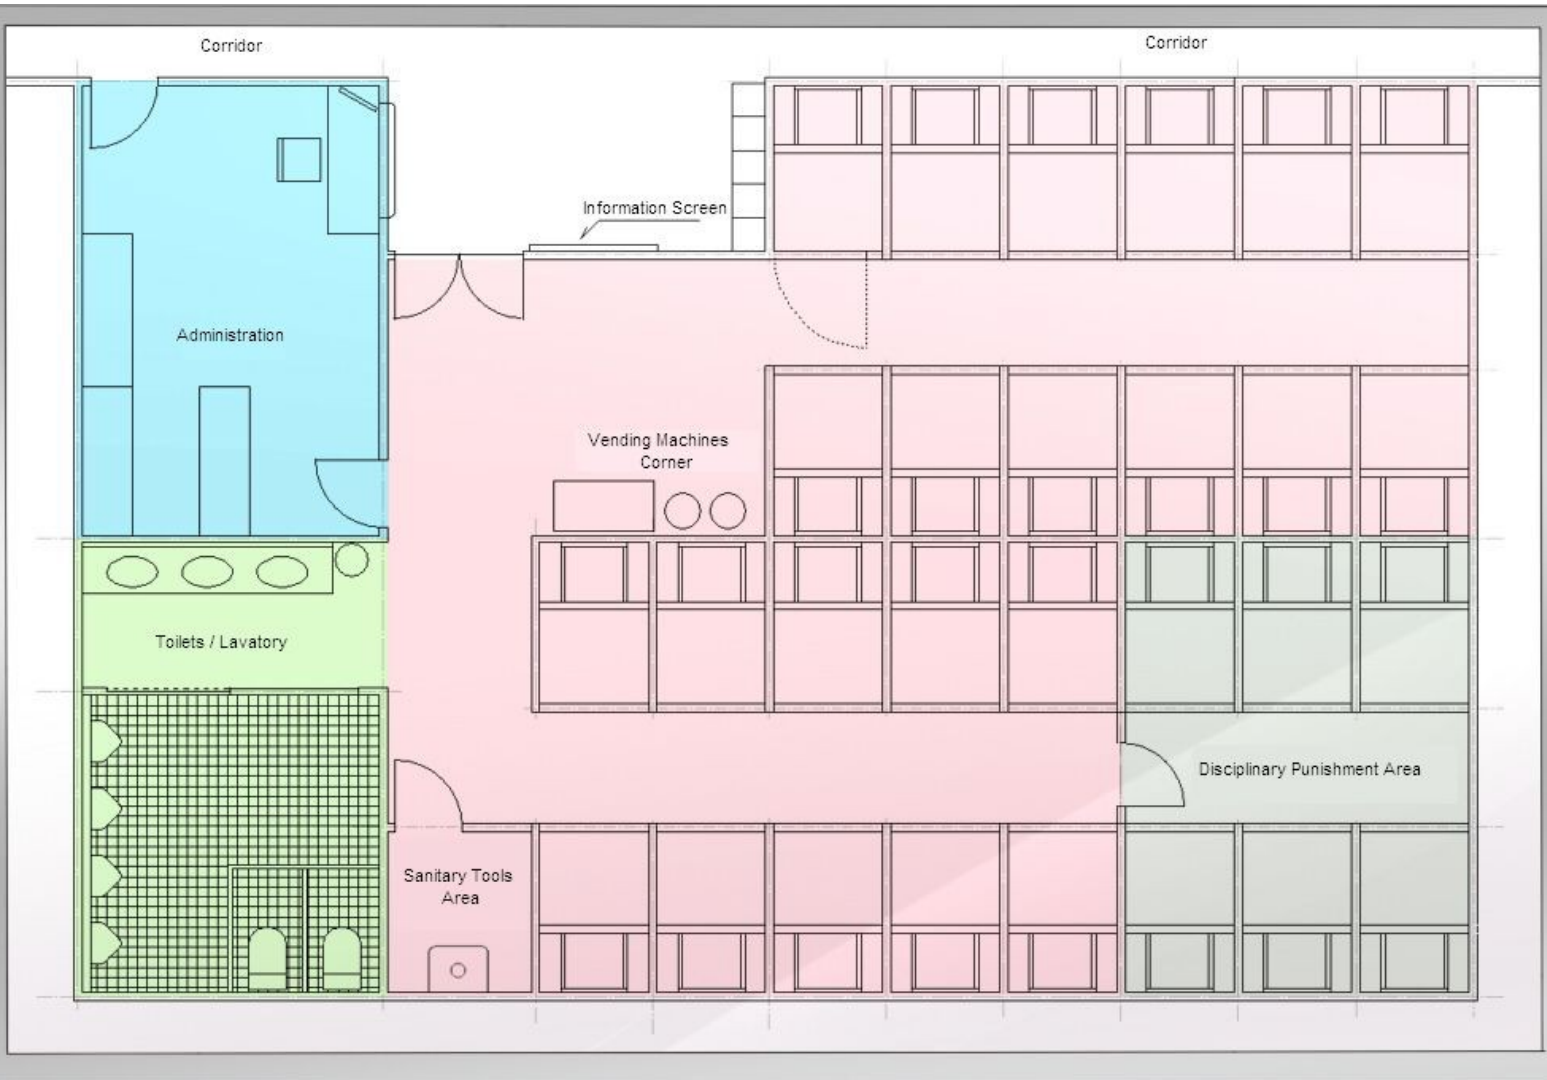 Corridor
Corridor
Information Screen
Administration
Vending Machines
Corner
Toilets / Lavatory
Disciplinary Punishment Area
Sanitary Tools
Area